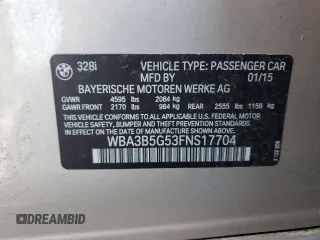 328i VEHICLE TYPE: PASSENGER CAR
MFD BY 01/15
BAYERISCHE MOTOREN WERKE AG
GVWR 4595 lbs 2084 kg
GAWR FRONT 2170 lbs 984 kg REAR 2555 lbs 1159 kg
THIS VEHICLE CONFORMS TO ALL APPLICABLE
FEDERAL MOTOR VEHICLE SAFETY, BUMPER,
AND THEFT PREVENTION STANDARDS IN EFFECT
ON THE DATE OF MANUFACTURE SHOWN ABOVE.
WBA3B5G53FNS17704
DREAMBID